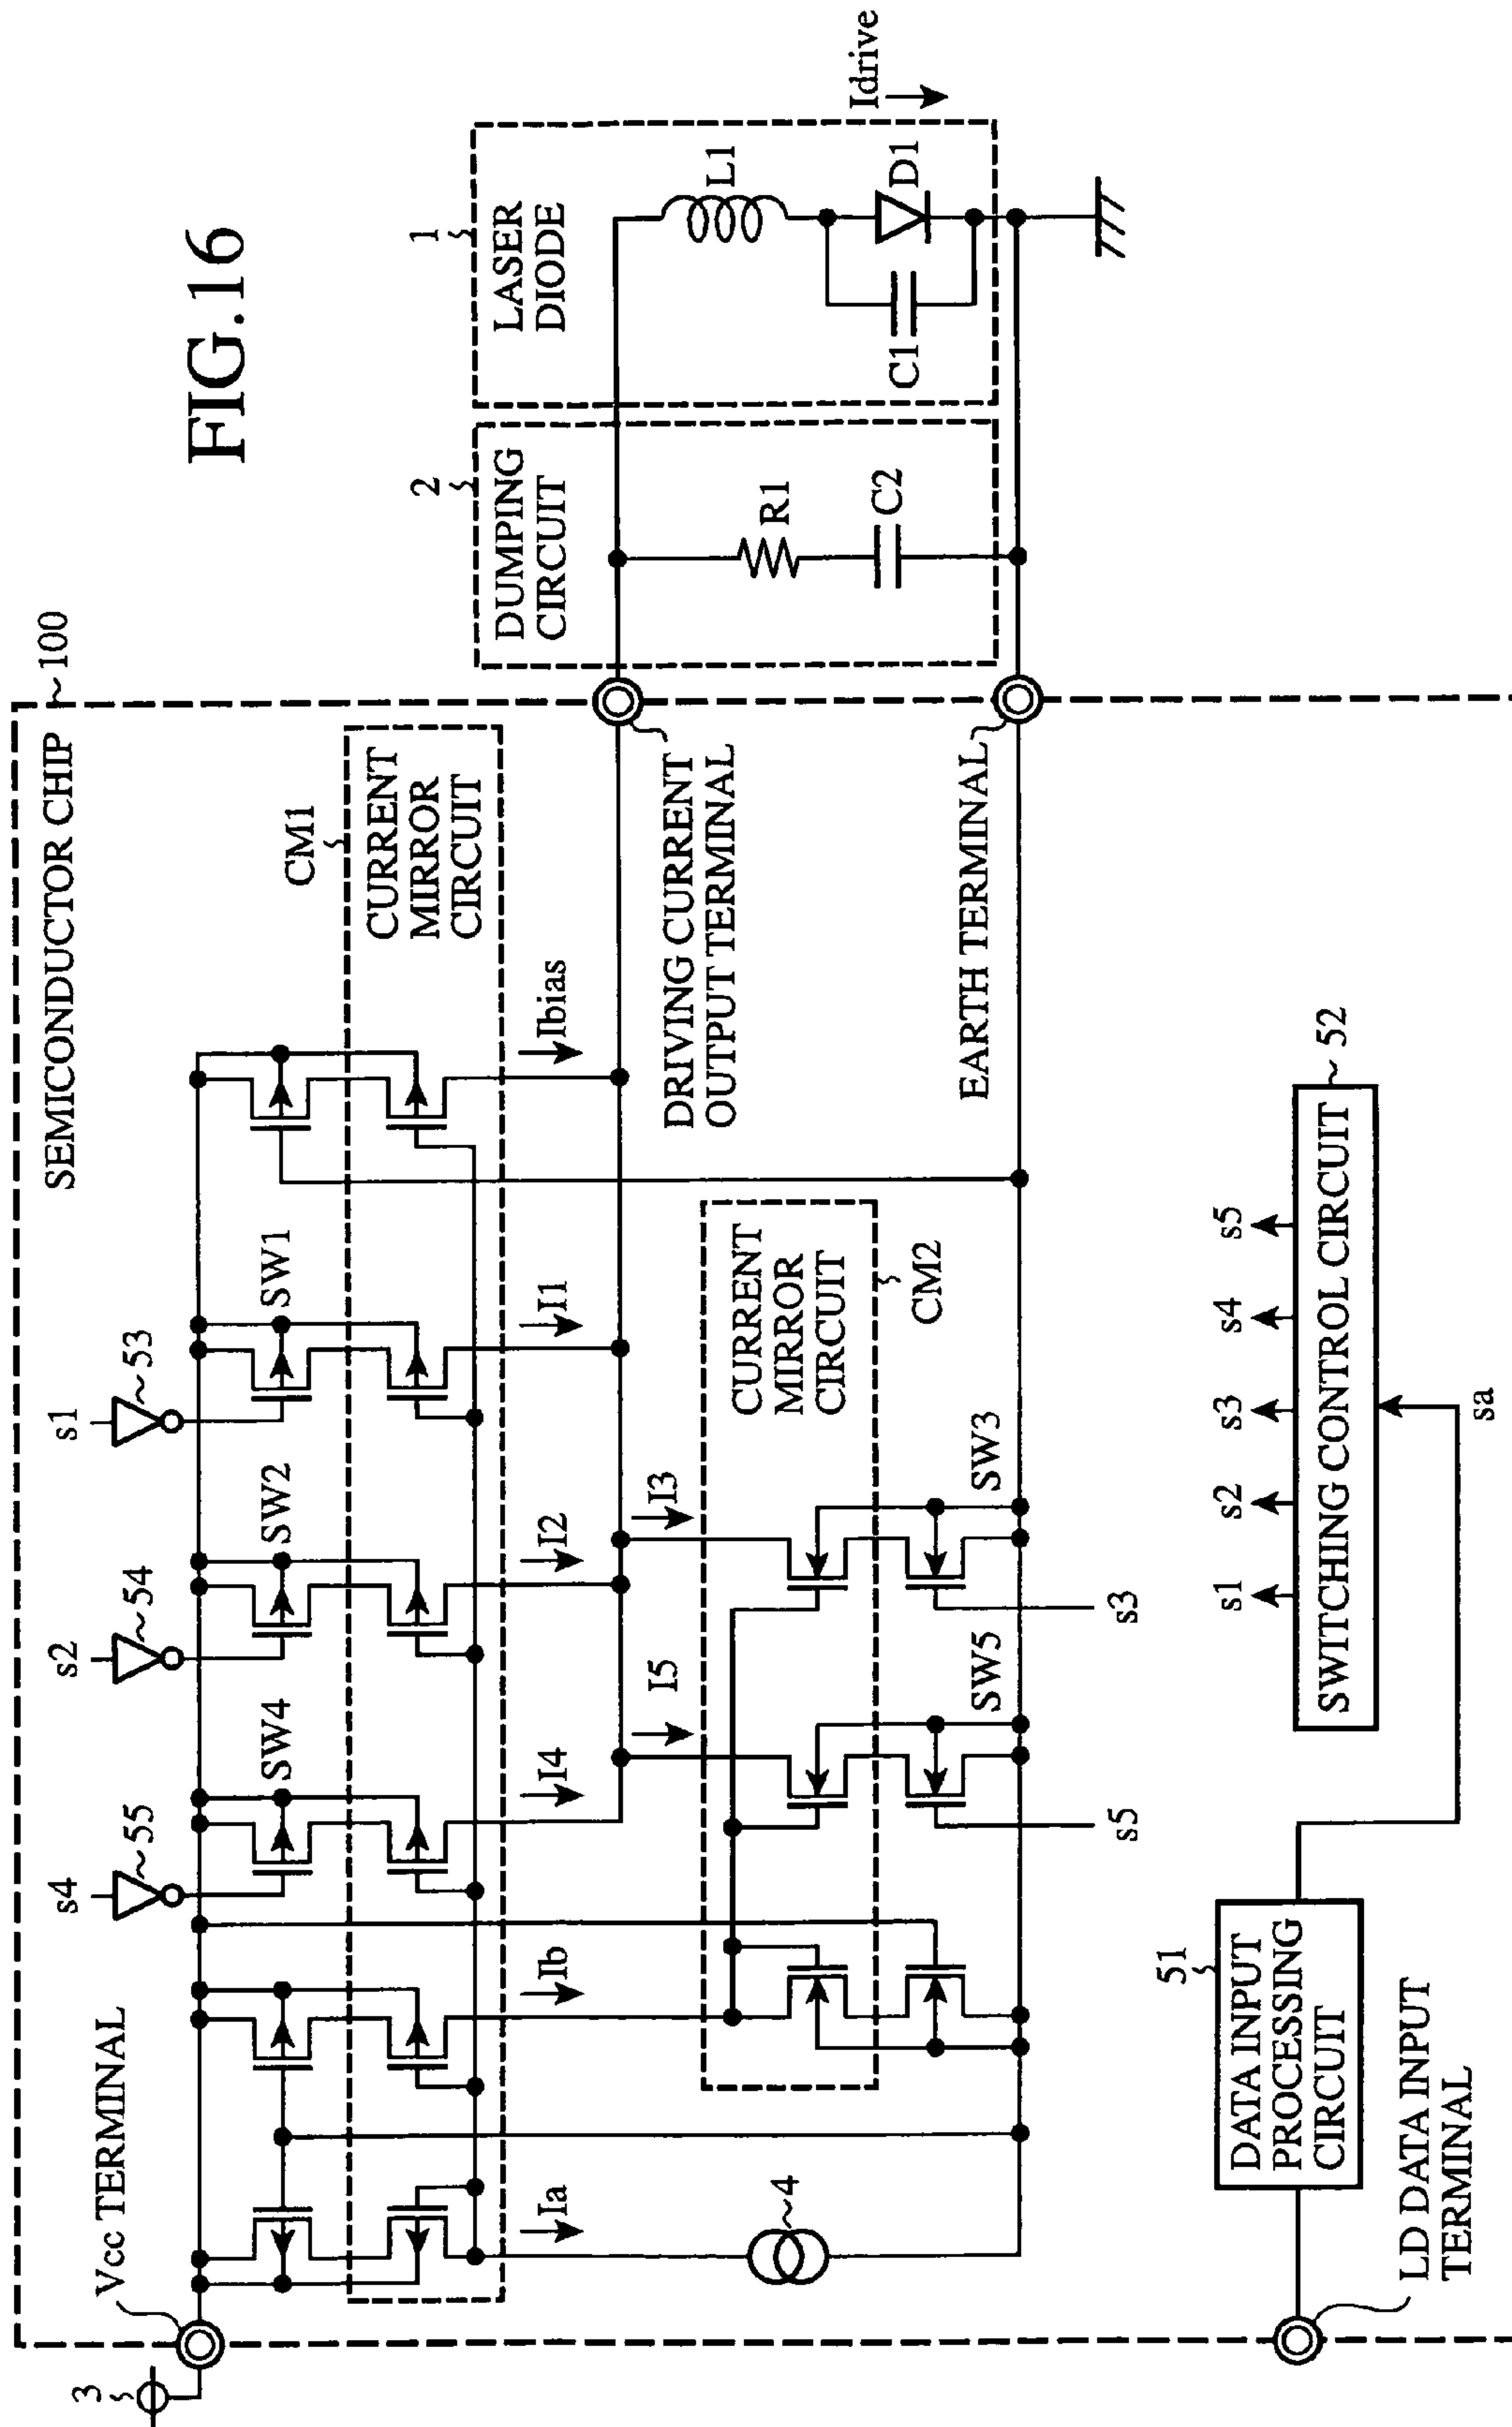 FIG.16
SEMICONDUCTOR CHIP
100
3
Vcc TERMINAL
s4
55
s2
54
s1
53
SW4
SW2
SW1
CM1
CURRENT
MIRROR
CIRCUIT
Ia
Ib
I4
I2
I1
Ibias
I5
I3
DRIVING CURRENT
OUTPUT TERMINAL
CURRENT
MIRROR
CIRCUIT
CM2
4
SW5
SW3
s5
s3
EARTH TERMINAL
2
DUMPING
CIRCUIT
R1
C2
1
LASER
DIODE
L1
C1
D1
Idrive
51
DATA INPUT
PROCESSING
CIRCUIT
LD DATA INPUT
TERMINAL
s1
s2
s3
s4
s5
SWITCHING CONTROL CIRCUIT
52
sa